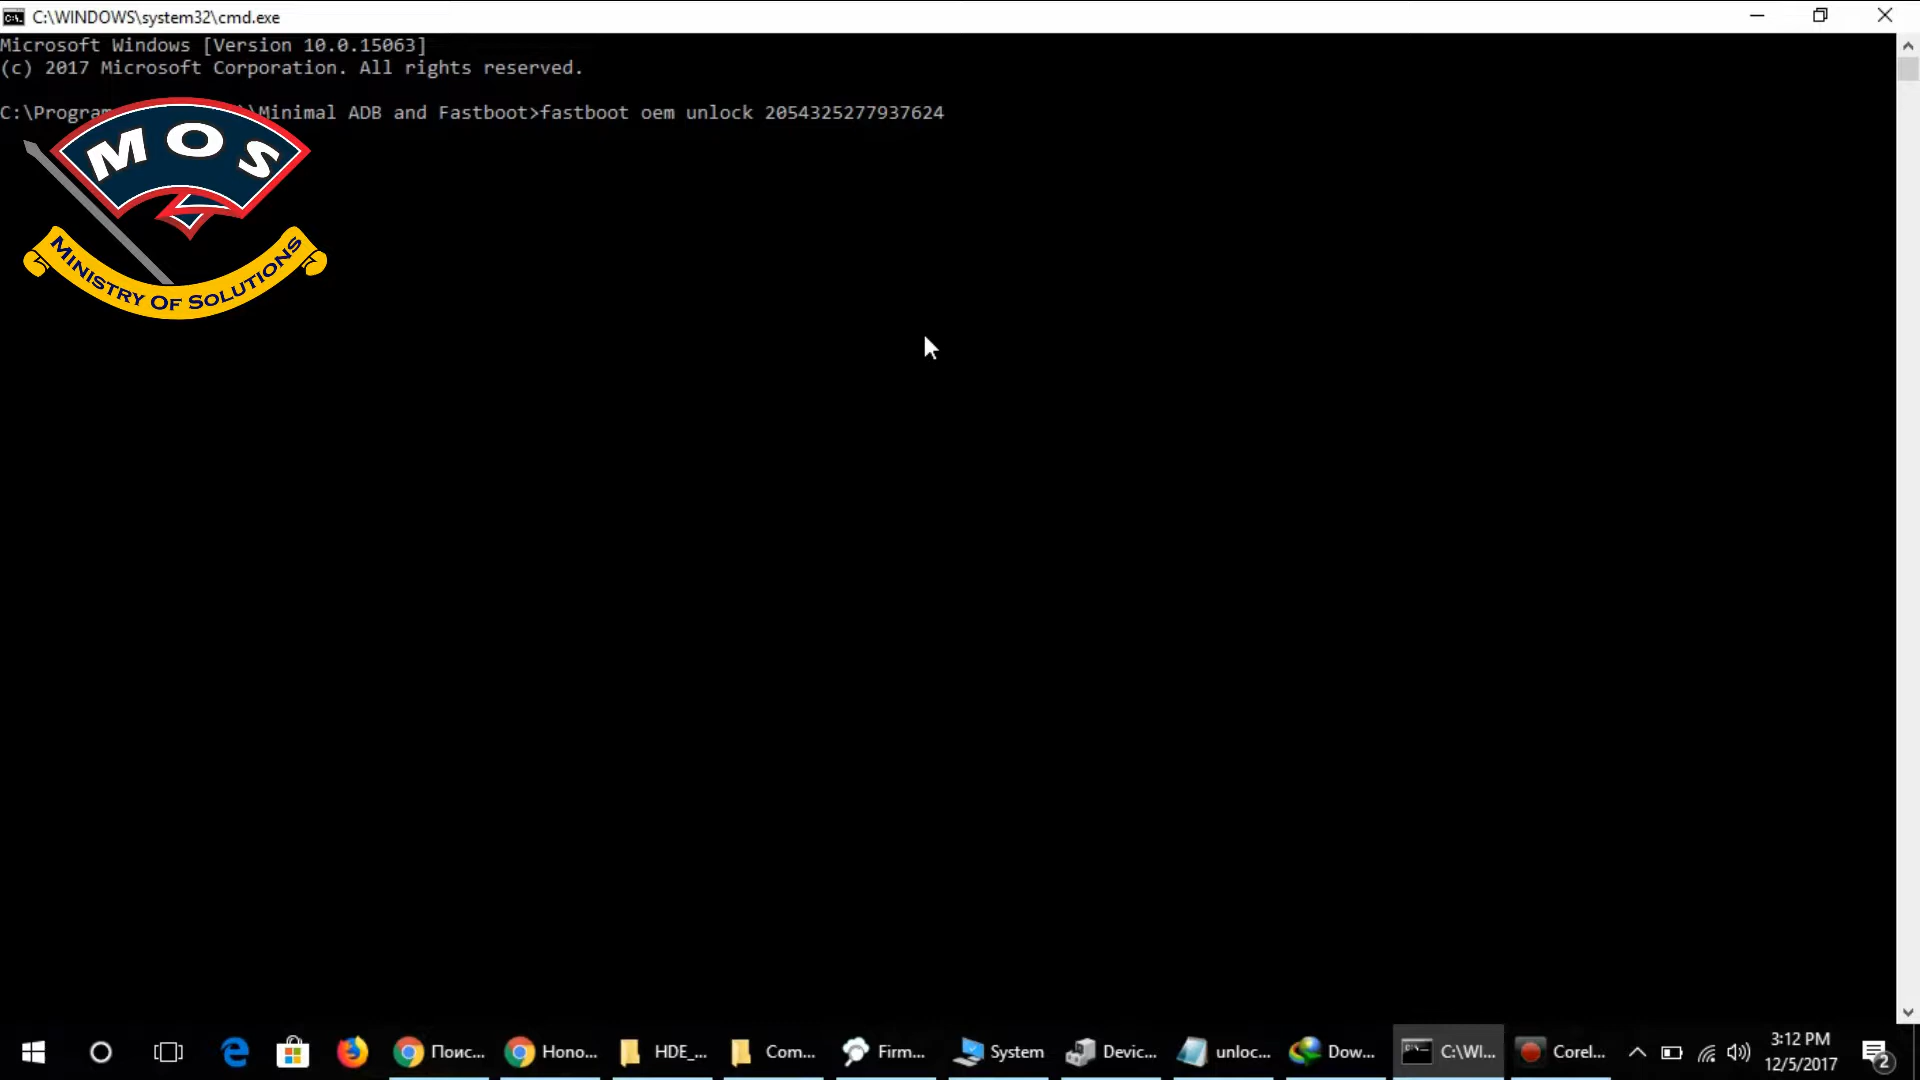 C:\WINDOWS\system32\cmd.exe
Microsoft Windows [Version 10.0.15063]
(c) 2017 Microsoft Corporation. All rights reserved.
C:\Progra \Minimal ADB and Fastboot>fastboot oem unlock 2054325277937624
MOS
MINISTRY OF SOLUTIONS
Поис...
Hono...
HDE_...
Com...
Firm...
System
Devic...
unloc...
Dow...
C:\WI...
Corel...
3:12 PM
12/5/2017
2